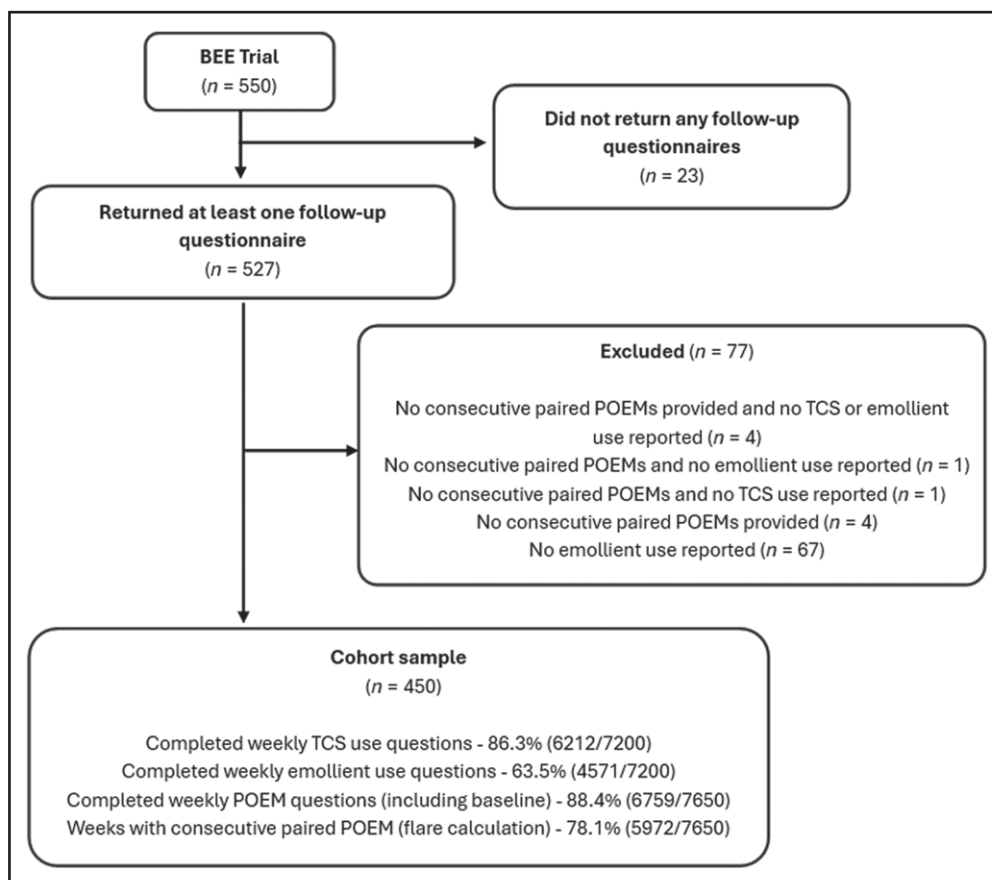 BEE Trial
(n = 550)
Did not return any follow-up
questionnaires
(n = 23)
Returned at least one follow-up
questionnaire
(n = 527)
Excluded (n = 77)
No consecutive paired POEMs provided and no TCS or emollient
use reported (n = 4)
No consecutive paired POEMs and no emollient use reported (n = 1)
No consecutive paired POEMs and no TCS use reported (n = 1)
No consecutive paired POEMs provided (n = 4)
No emollient use reported (n = 67)
Cohort sample
(n = 450)
Completed weekly TCS use questions - 86.3% (6212/7200)
Completed weekly emollient use questions - 63.5% (4571/7200)
Completed weekly POEM questions (including baseline) - 88.4% (6759/7650)
Weeks with consecutive paired POEM (flare calculation) - 78.1% (5972/7650)